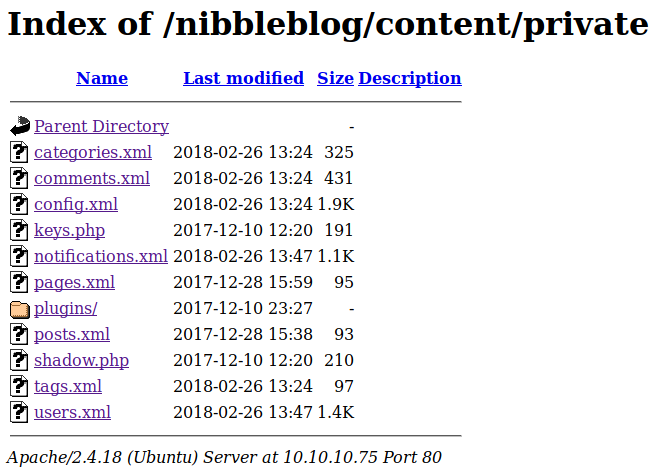 Index of /nibbleblog/content/private
Name Last modified Size Description
Parent Directory -
categories.xml 2018-02-26 13:24 325
comments.xml 2018-02-26 13:24 431
config.xml 2018-02-26 13:24 1.9K
keys.php 2017-12-10 12:20 191
notifications.xml 2018-02-26 13:47 1.1K
pages.xml 2017-12-28 15:59 95
plugins/ 2017-12-10 23:27 -
posts.xml 2017-12-28 15:38 93
shadow.php 2017-12-10 12:20 210
tags.xml 2018-02-26 13:24 97
users.xml 2018-02-26 13:47 1.4K
Apache/2.4.18 (Ubuntu) Server at 10.10.10.75 Port 80